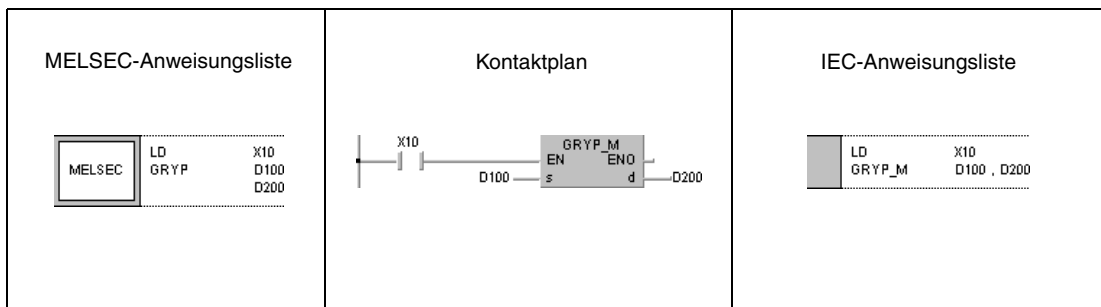 MELSEC-Anweisungsliste
MELSEC
LD X10
GRYP D100
D200
Kontaktplan
X10
GRYP_M
EN ENO
D100 s d D200
IEC-Anweisungsliste
LD X10
GRYP_M D100 , D200